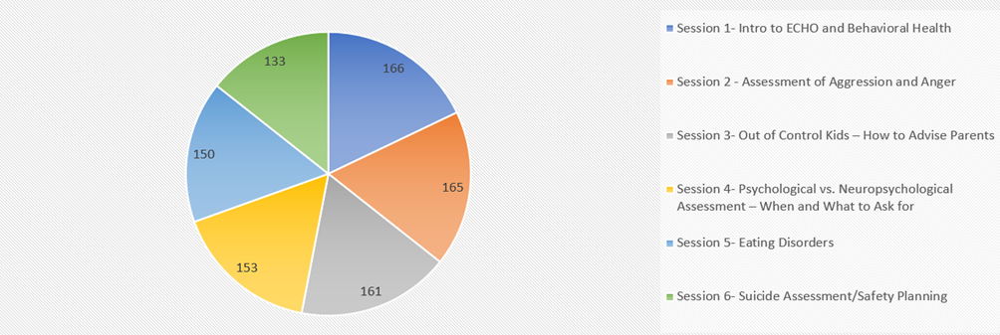 166
165
161
153
150
133
Session 1- Intro to ECHO and Behavioral Health
Session 2 - Assessment of Aggression and Anger
Session 3- Out of Control Kids – How to Advise Parents
Session 4- Psychological vs. Neuropsychological
Assessment – When and What to Ask for
Session 5- Eating Disorders
Session 6- Suicide Assessment/Safety Planning